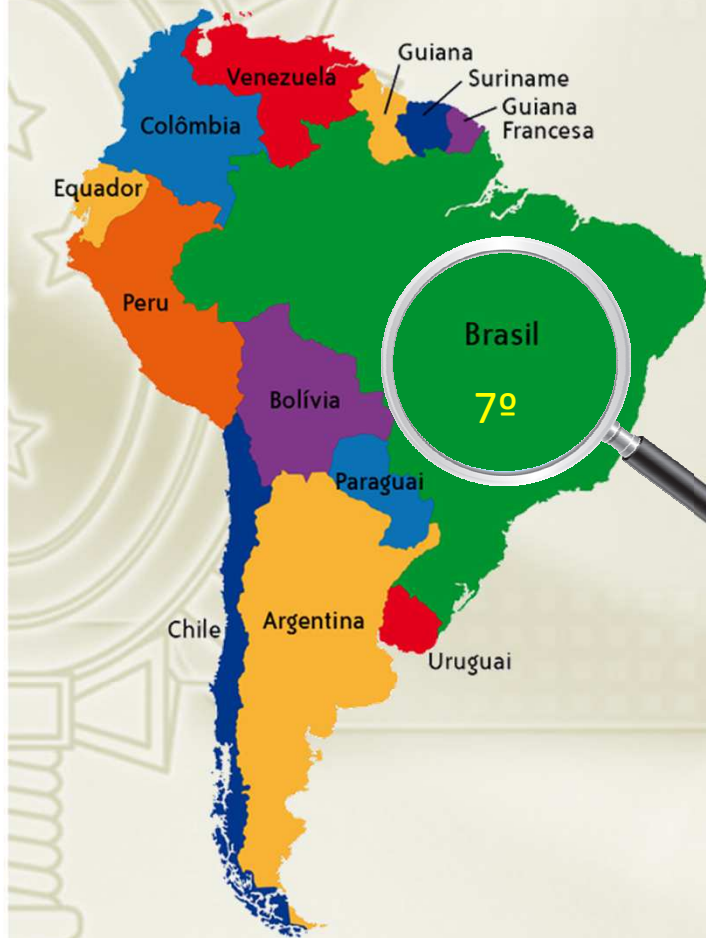 Guiana
Venezuela
Suriname
Guiana
Francesa
Colômbia
Equador
Peru
Brasil
7º
Bolívia
Paraguai
Chile
Argentina
Uruguai